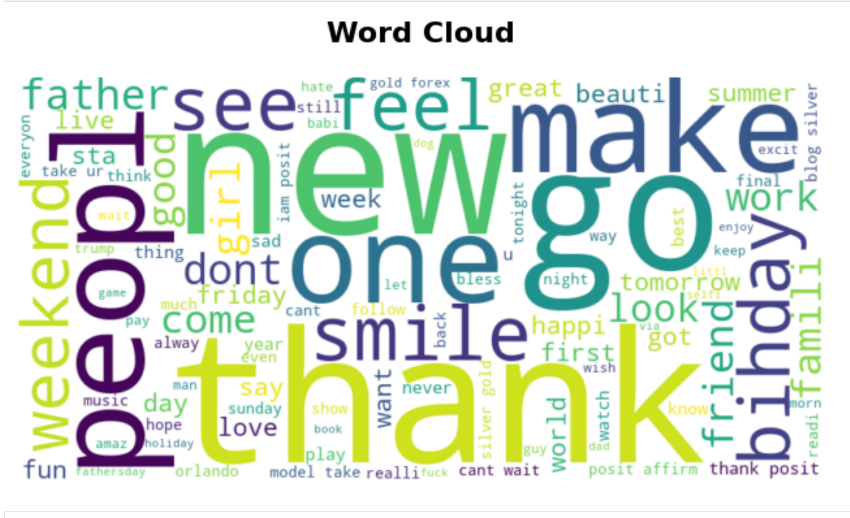 Word Cloud
father
see
still
hate
babi
feel
gold forex
great
beauti
summer
everyon
live
peopl
sta
take ur
think
good
new
girl
iam posit
dog
make
excit
blog silver
week
tonight
go
way
best
final
work
enjoy
keep
wait
trump
thing
sad
dont
one
u
bless
night
littl
selfi
tomorrow
bihday
famili
weekend
game
pay
much
friday
come
let
cant
follow
back
smile
happi
look
via
got
friend
alway
year
even
thank
first
wish
man
say
want
never
silver gold
know
music
day
sunday
show
world
watch
morn
hope
love
book
amaz
holiday
play
guy
dad
readi
fun
fathersday
orlando
model take
realli
fuck
cant wait
posit affirm
thank posit